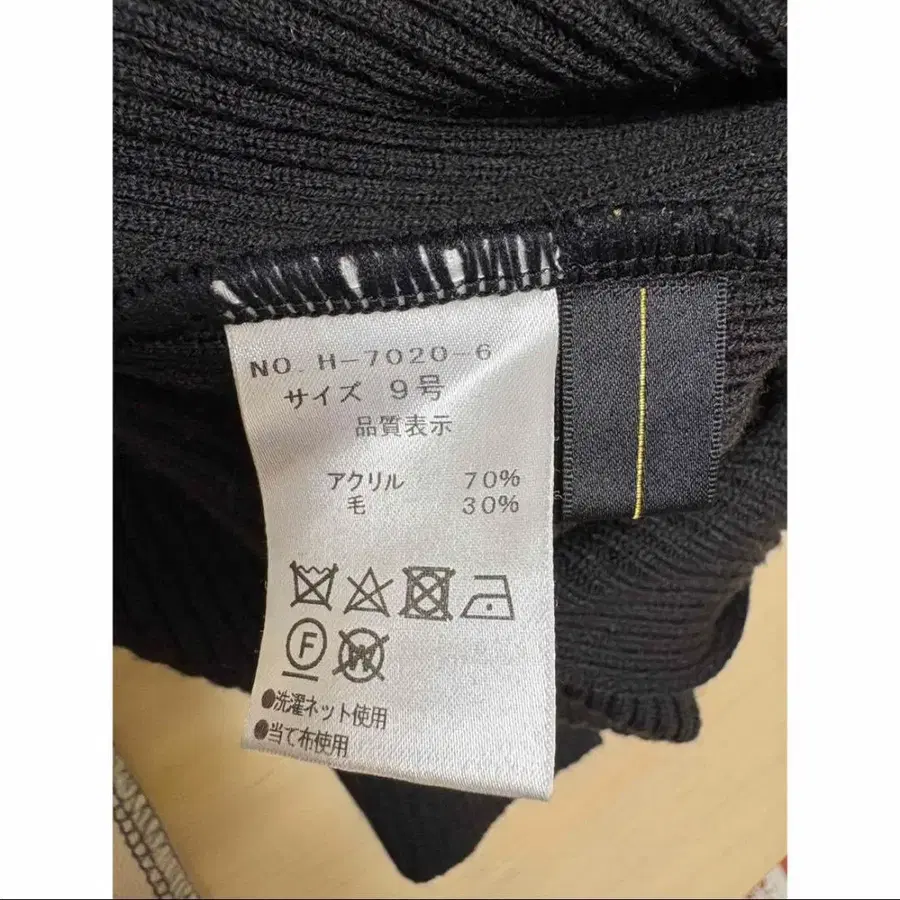 NO. H-7020-6
サイズ 9号
品質表示
アクリル 70%
毛 30%
F
W
●洗濯ネット使用
●当て布使用